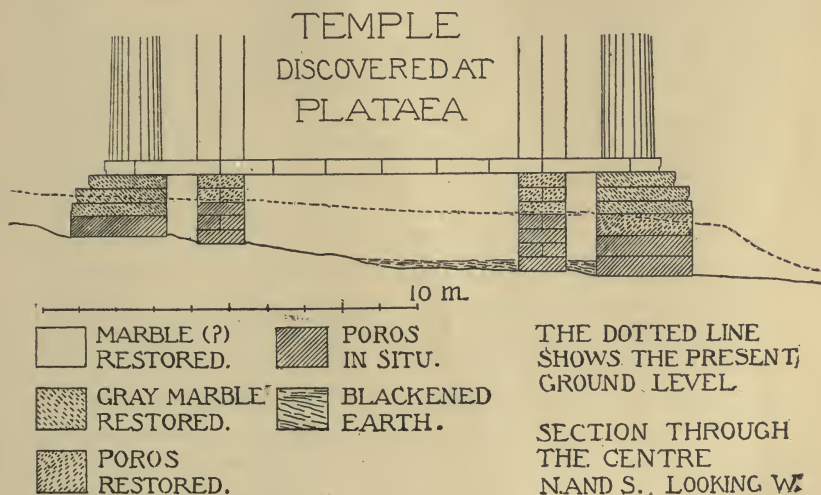 TEMPLE
DISCOVERED AT
PLATAEA
10 m.
MARBLE (?)
RESTORED.
GRAY MARBLE
RESTORED.
POROS
RESTORED.
POROS
IN SITU.
BLACKENED
EARTH.
THE DOTTED LINE
SHOWS THE PRESENT
GROUND LEVEL
SECTION THROUGH
THE CENTRE
N. AND S., LOOKING W.